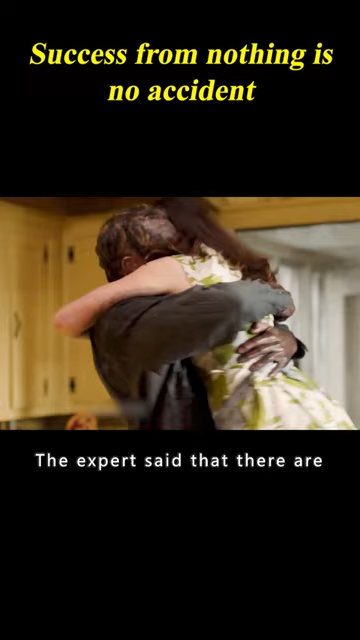 Success from nothing is
no accident
The expert said that there are